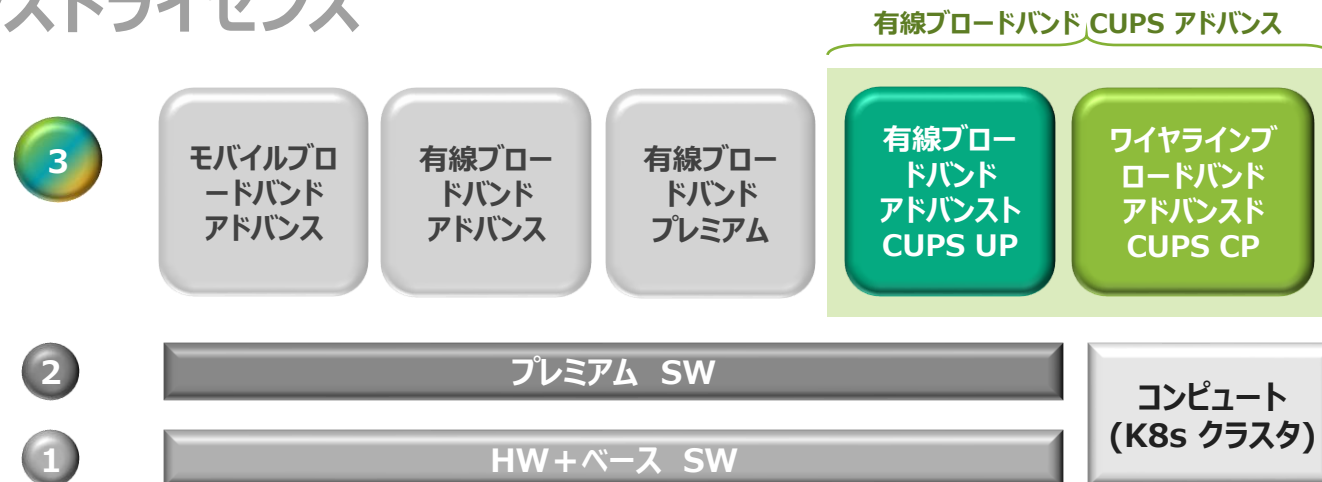 ストライセンス
有線ブロードバンド CUPS アドバンス
3
モバイルブロ
ードバンド
アドバンス
有線ブロー
ドバンド
アドバンス
有線ブロー
ドバンド
プレミアム
有線ブロー
ドバンド
アドバンスト
CUPS UP
ワイヤラインブ
ロードバンド
アドバンスド
CUPS CP
2
プレミアム SW
コンピュート
(K8s クラスタ)
1
HW+ベース SW